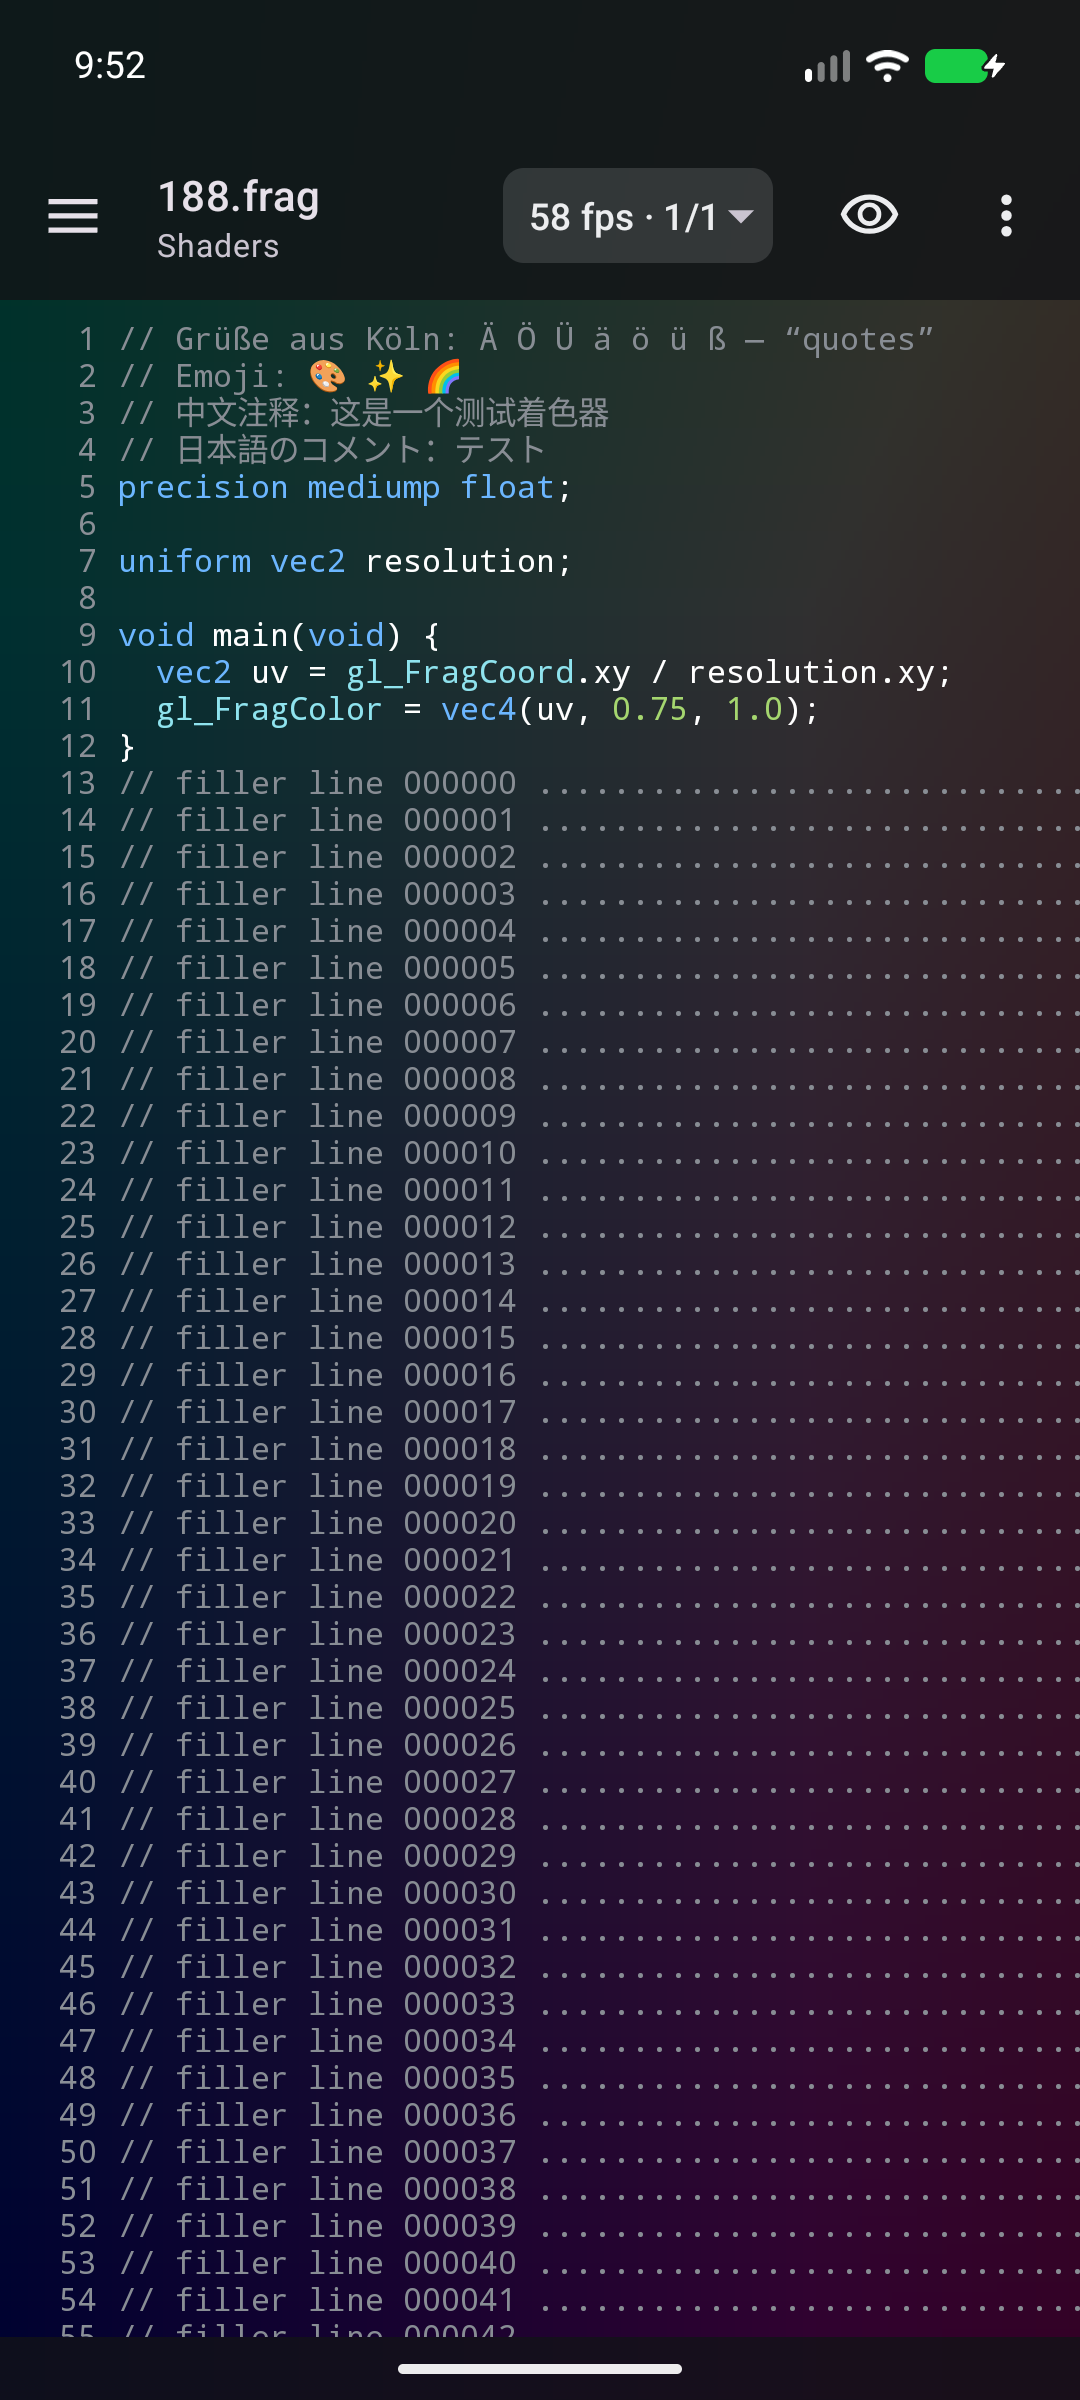 9:52
188.frag
Shaders
58 fps · 1/1
1 // Grüße aus Köln: Ä Ö Ü ä ö ü ß — “quotes”
2 // Emoji: 🎨 ✨ 🌈
3 // 中文注释: 这是一个测试着色器
4 // 日本語のコメント: テスト
5 precision mediump float;
6
7 uniform vec2 resolution;
8
9 void main(void) {
10   vec2 uv = gl_FragCoord.xy / resolution.xy;
11   gl_FragColor = vec4(uv, 0.75, 1.0);
12 }
13 // filler line 000000 .............................
14 // filler line 000001 .............................
15 // filler line 000002 .............................
16 // filler line 000003 .............................
17 // filler line 000004 .............................
18 // filler line 000005 .............................
19 // filler line 000006 .............................
20 // filler line 000007 .............................
21 // filler line 000008 .............................
22 // filler line 000009 .............................
23 // filler line 000010 .............................
24 // filler line 000011 .............................
25 // filler line 000012 .............................
26 // filler line 000013 .............................
27 // filler line 000014 .............................
28 // filler line 000015 .............................
29 // filler line 000016 .............................
30 // filler line 000017 .............................
31 // filler line 000018 .............................
32 // filler line 000019 .............................
33 // filler line 000020 .............................
34 // filler line 000021 .............................
35 // filler line 000022 .............................
36 // filler line 000023 .............................
37 // filler line 000024 .............................
38 // filler line 000025 .............................
39 // filler line 000026 .............................
40 // filler line 000027 .............................
41 // filler line 000028 .............................
42 // filler line 000029 .............................
43 // filler line 000030 .............................
44 // filler line 000031 .............................
45 // filler line 000032 .............................
46 // filler line 000033 .............................
47 // filler line 000034 .............................
48 // filler line 000035 .............................
49 // filler line 000036 .............................
50 // filler line 000037 .............................
51 // filler line 000038 .............................
52 // filler line 000039 .............................
53 // filler line 000040 .............................
54 // filler line 000041 .............................
55 // filler line 000042